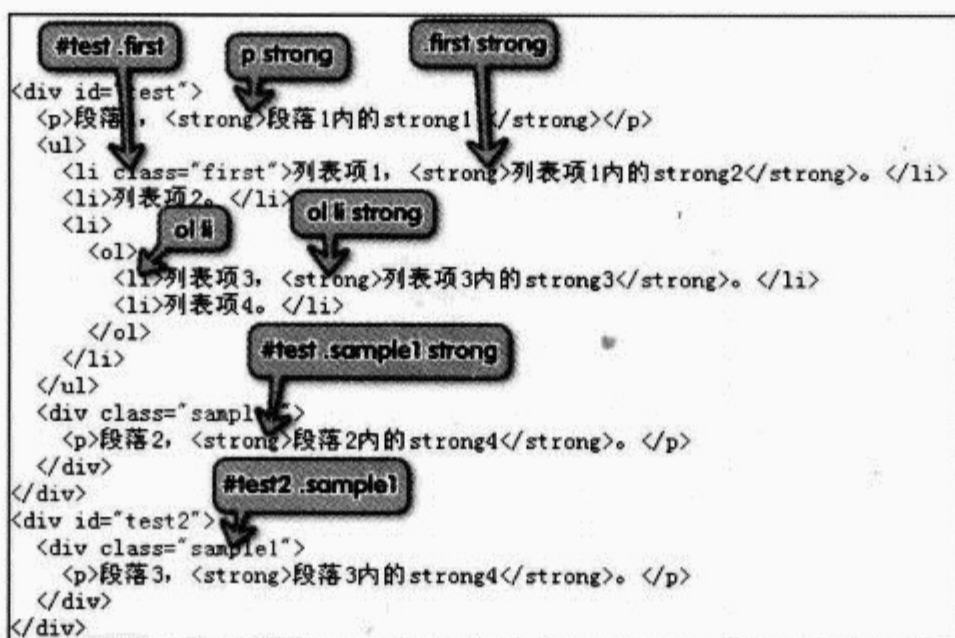 #test .first
p strong
.first strong
<div id="test">
<p>段落 , <strong>段落1内的strong1 </strong></p>
<ul>
<li class="first">列表项1, <strong>列表项1内的strong2</strong>。</li>
<li>列表项2。</li>
ol li
ol li strong
<li>
<ol>
<li>列表项3, <strong>列表项3内的strong3</strong>。</li>
<li>列表项4。</li>
</ol>
#test .sample1 strong
</li>
</ul>
<div class="sample1">
<p>段落2, <strong>段落2内的strong4</strong>。</p>
</div>
#test2 .sample1
</div>
<div id="test2">
<div class="sample1">
<p>段落3, <strong>段落3内的strong4</strong>。</p>
</div>
</div>